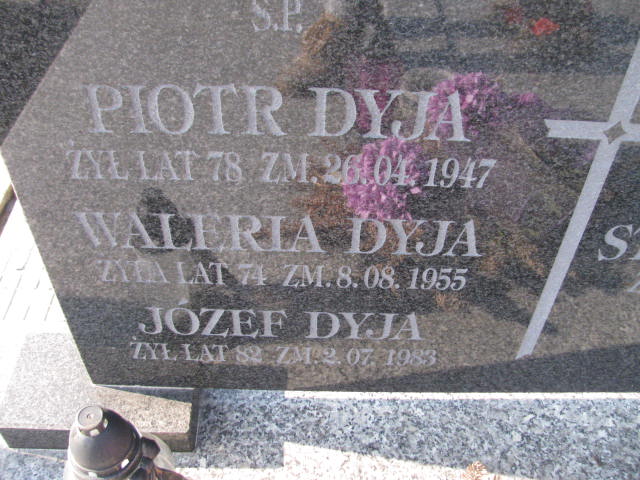 Ś.P.
PIOTR DYJA
ŻYŁ LAT 78 ZM. 26.04.1947
WALERIA DYJA
ŻYŁA LAT 74 ZM. 8.08.1955
JÓZEF DYJA
ŻYŁ LAT 82 ZM. 2.07.1983